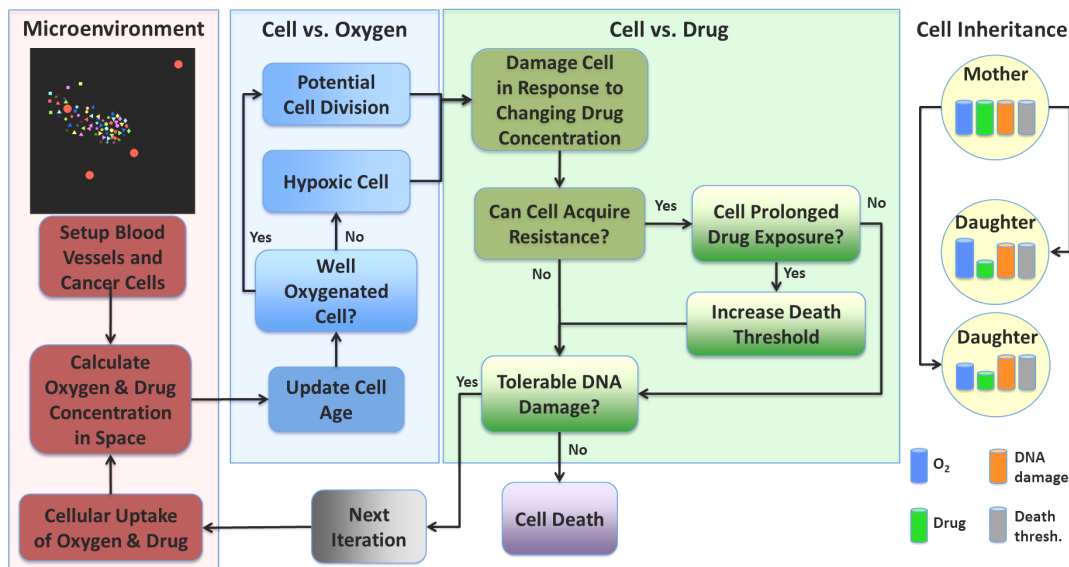 Microenvironment
Setup Blood
Vessels and
Cancer Cells
Calculate
Oxygen & Drug
Concentration
in Space
Cellular Uptake
of Oxygen & Drug
Cell vs. Oxygen
Potential
Cell Division
Hypoxic Cell
Yes
No
Well
Oxygenated
Cell?
Update Cell
Age
Next
Iteration
Cell vs. Drug
Damage Cell
in Response to
Changing Drug
Concentration
Can Cell Acquire
Resistance?
Yes
No
Cell Prolonged
Drug Exposure?
No
Yes
Increase Death
Threshold
Yes
Tolerable DNA
Damage?
No
Cell Death
Cell Inheritance
Mother
Daughter
Daughter
O₂
DNA
damage
Drug
Death
thresh.